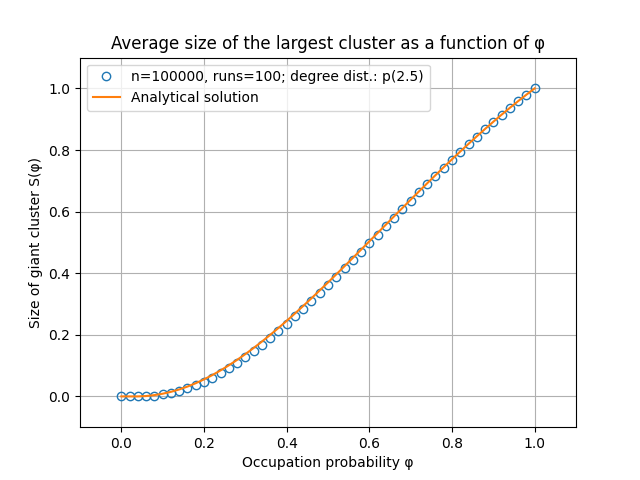 Average size of the largest cluster as a function of φ
n=100000, runs=100; degree dist.: p(2.5)
Analytical solution
Size of giant cluster S(φ)
1.0
0.8
0.6
0.4
0.2
0.0
0.0 0.2 0.4 0.6 0.8 1.0
Occupation probability φ